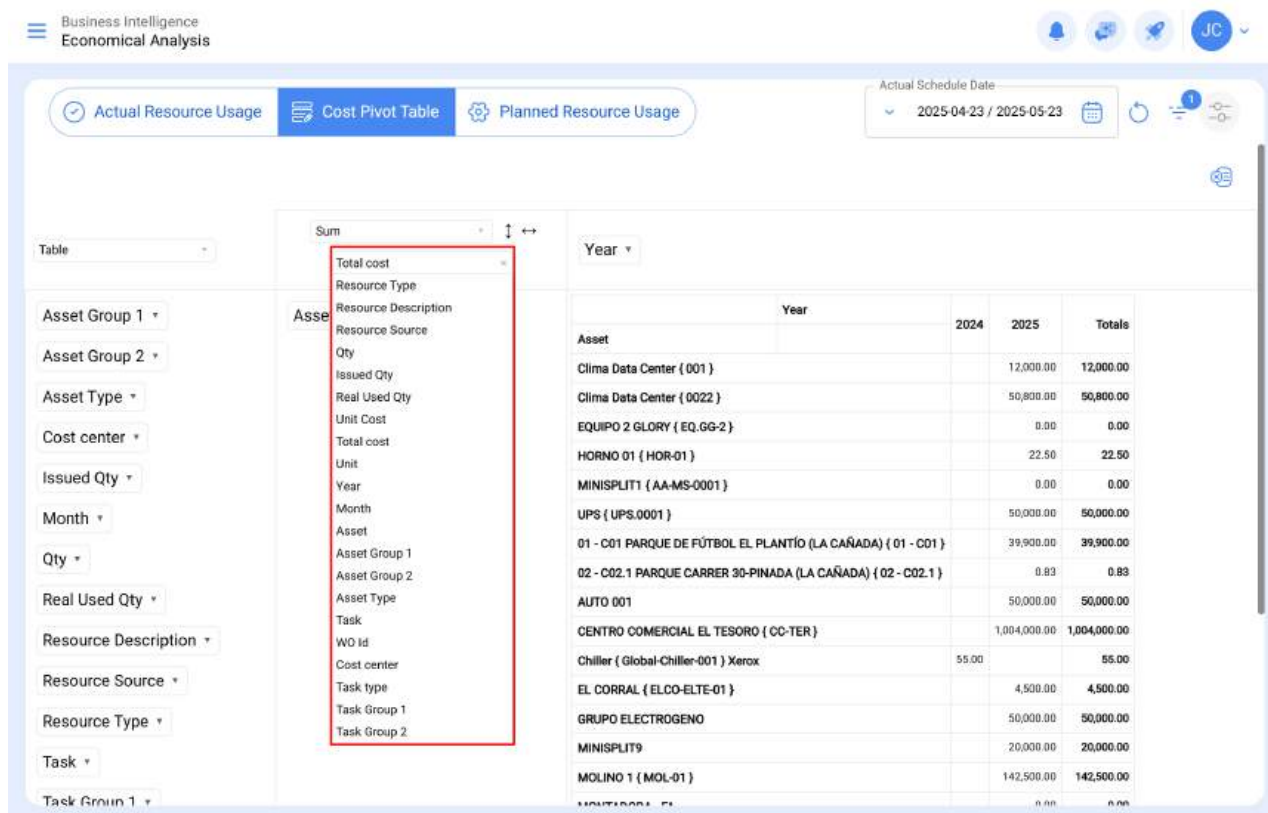 Business Intelligence
Economical Analysis
JC
Actual Resource Usage
Cost Pivot Table
Planned Resource Usage
Actual Schedule Date
2025-04-23 / 2025-05-23
1
Table
Sum
Year
Total cost
Resource Type
Resource Description
Resource Source
Qty
Issued Qty
Real Used Qty
Unit Cost
Total cost
Unit
Year
Month
Asset
Asset Group 1
Asset Group 2
Asset Type
Task
WO Id
Cost center
Task type
Task Group 1
Task Group 2
Asset Group 1
Asset Group 2
Asset Type
Cost center
Issued Qty
Month
Qty
Real Used Qty
Resource Description
Resource Source
Resource Type
Task
Task Group 1
Asse
Year 2024 2025 Totals
Asset
Clima Data Center { 001 } 12,000.00 12,000.00
Clima Data Center { 0022 } 50,800.00 50,800.00
EQUIPO 2 GLORY { EQ.GG-2 } 0.00 0.00
HORNO 01 { HOR-01 } 22.50 22.50
MINISPLIT1 { AA-MS-0001 } 0.00 0.00
UPS { UPS.0001 } 50,000.00 50,000.00
01 - C01 PARQUE DE FÚTBOL EL PLANTÍO (LA CAÑADA) { 01 - C01 } 39,900.00 39,900.00
02 - C02.1 PARQUE CARRER 30-PINADA (LA CAÑADA) { 02 - C02.1 } 0.83 0.83
AUTO 001 50,000.00 50,000.00
CENTRO COMERCIAL EL TESORO { CC-TER } 1,004,000.00 1,004,000.00
Chiller { Global-Chiller-001 } Xerox 55.00 55.00
EL CORRAL { ELCO-ELTE-01 } 4,500.00 4,500.00
GRUPO ELECTROGENO 50,000.00 50,000.00
MINISPLIT9 20,000.00 20,000.00
MOLINO 1 { MOL-01 } 142,500.00 142,500.00
0.00 0.00